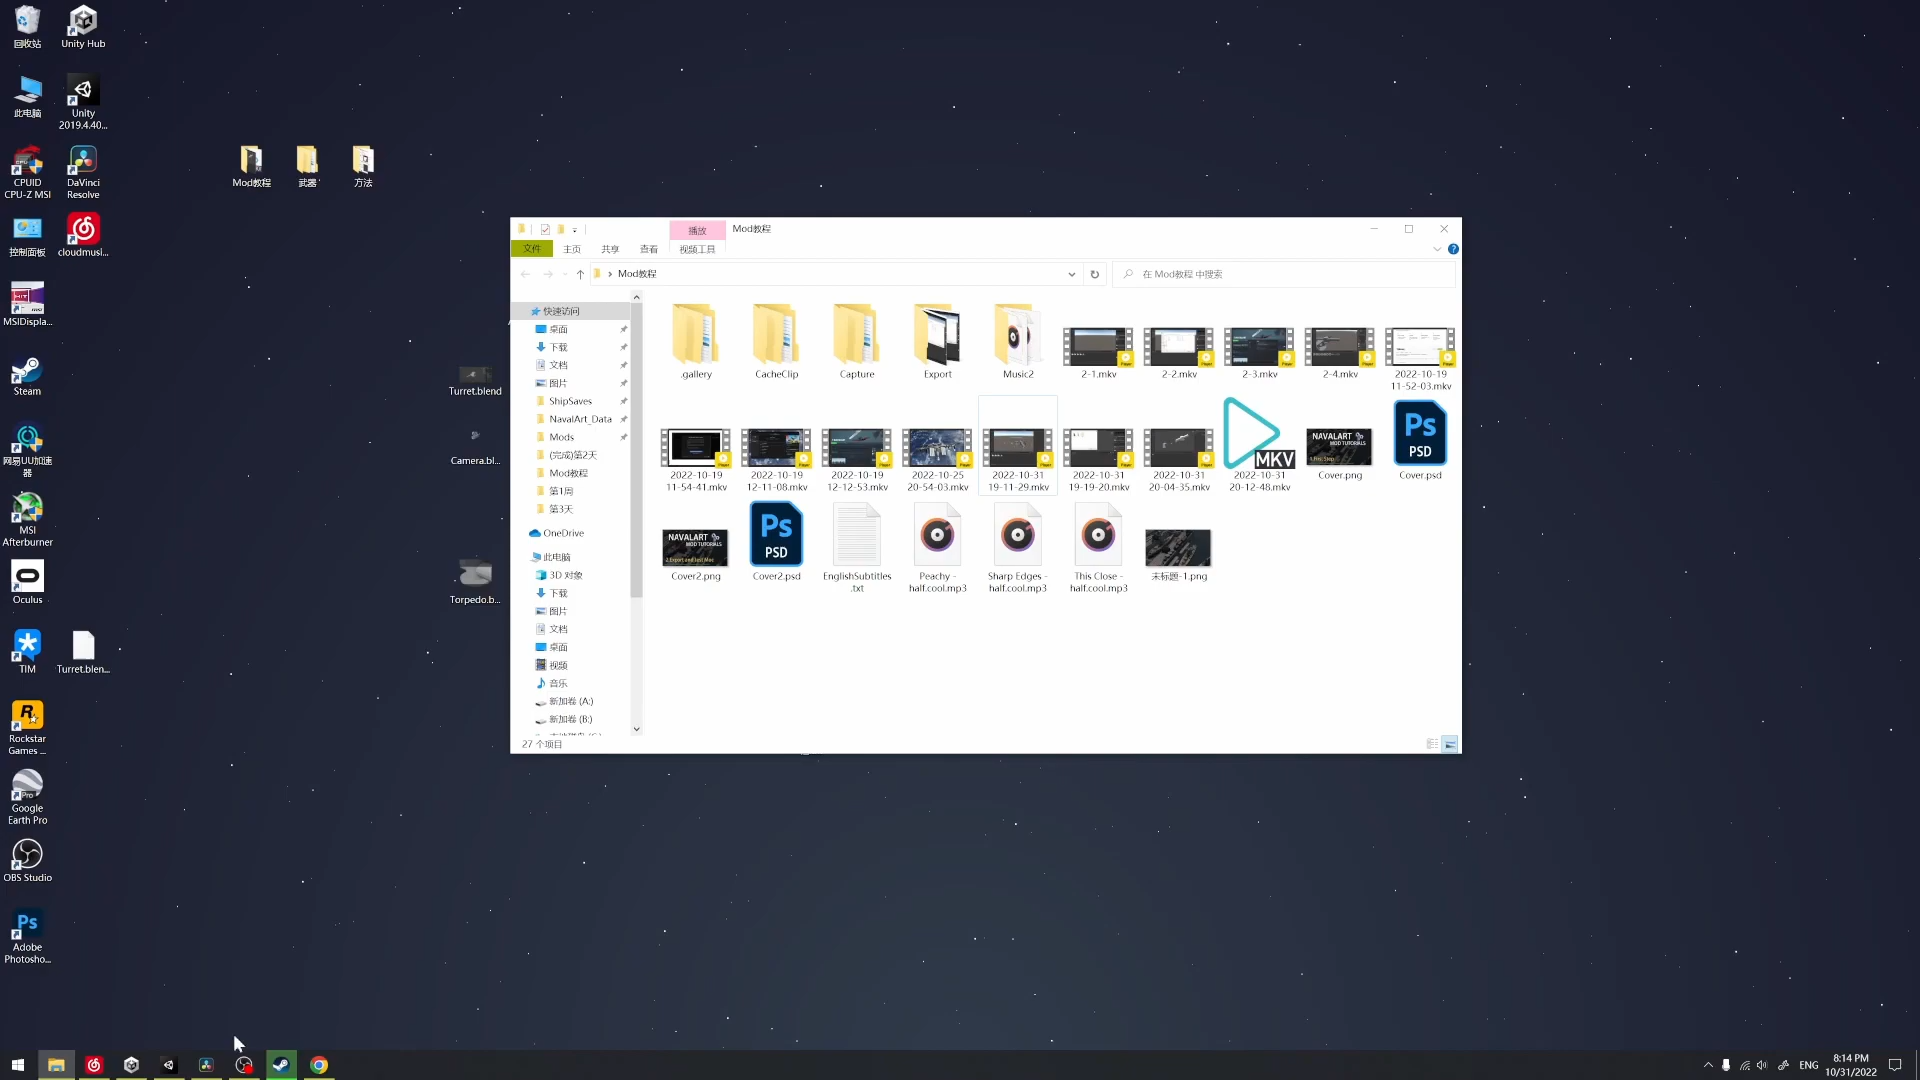 回收站
Unity Hub
此电脑
Unity
2019.4.40...
CPUID
CPU-Z MSI
DaVinci
Resolve
控制面板
cloudmusi...
MSIDispla...
Steam
网易UU加速
器
MSI
Afterburner
Oculus
TIM
Turret.blen...
Rockstar
Games ...
Google
Earth Pro
OBS Studio
Adobe
Photosho...
Mod教程
武器
方法
Turret.blend
Camera.bl...
Torpedo.b...
播放
Mod教程
文件
主页
共享
查看
视频工具
Mod教程
在 Mod教程 中搜索
快速访问
桌面
下载
文档
图片
ShipSaves
NavalArt_Data
Mods
(完成)第2天
Mod教程
第1周
第3天
OneDrive
此电脑
3D 对象
下载
图片
文档
桌面
视频
音乐
新加卷 (A:)
新加卷 (B:)
27 个项目
.gallery
CacheClip
Capture
Export
Music2
2-1.mkv
2-2.mkv
2-3.mkv
2-4.mkv
2022-10-19
11-52-03.mkv
2022-10-19
11-54-41.mkv
2022-10-19
12-11-08.mkv
2022-10-19
12-12-53.mkv
2022-10-25
20-54-03.mkv
2022-10-31
19-11-29.mkv
2022-10-31
19-19-20.mkv
2022-10-31
20-04-35.mkv
MKV
2022-10-31
20-12-48.mkv
NAVALART
MOD TUTORIALS
Cover.png
Ps
PSD
Cover.psd
NAVALART
MOD TUTORIALS
Cover2.png
Ps
PSD
Cover2.psd
EnglishSubtitles
.txt
Peachy -
half.cool.mp3
Sharp Edges -
half.cool.mp3
This Close -
half.cool.mp3
未标题-1.png
ENG
8:14 PM
10/31/2022